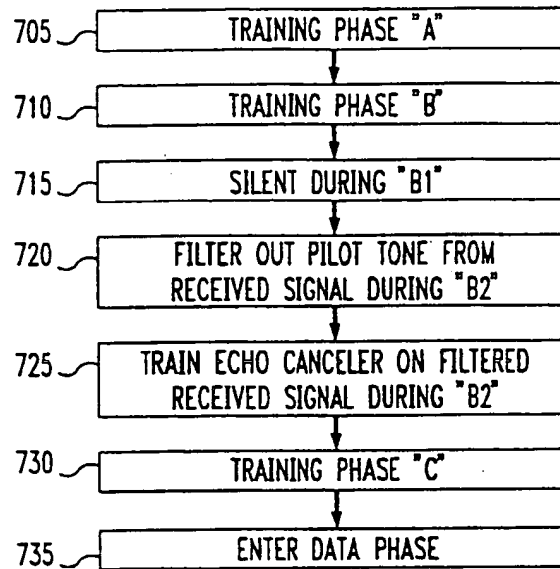 705 TRAINING PHASE "A"
710 TRAINING PHASE "B"
715 SILENT DURING "B1"
720 FILTER OUT PILOT TONE FROM
RECEIVED SIGNAL DURING "B2"
725 TRAIN ECHO CANCELER ON FILTERED
RECEIVED SIGNAL DURING "B2"
730 TRAINING PHASE "C"
735 ENTER DATA PHASE